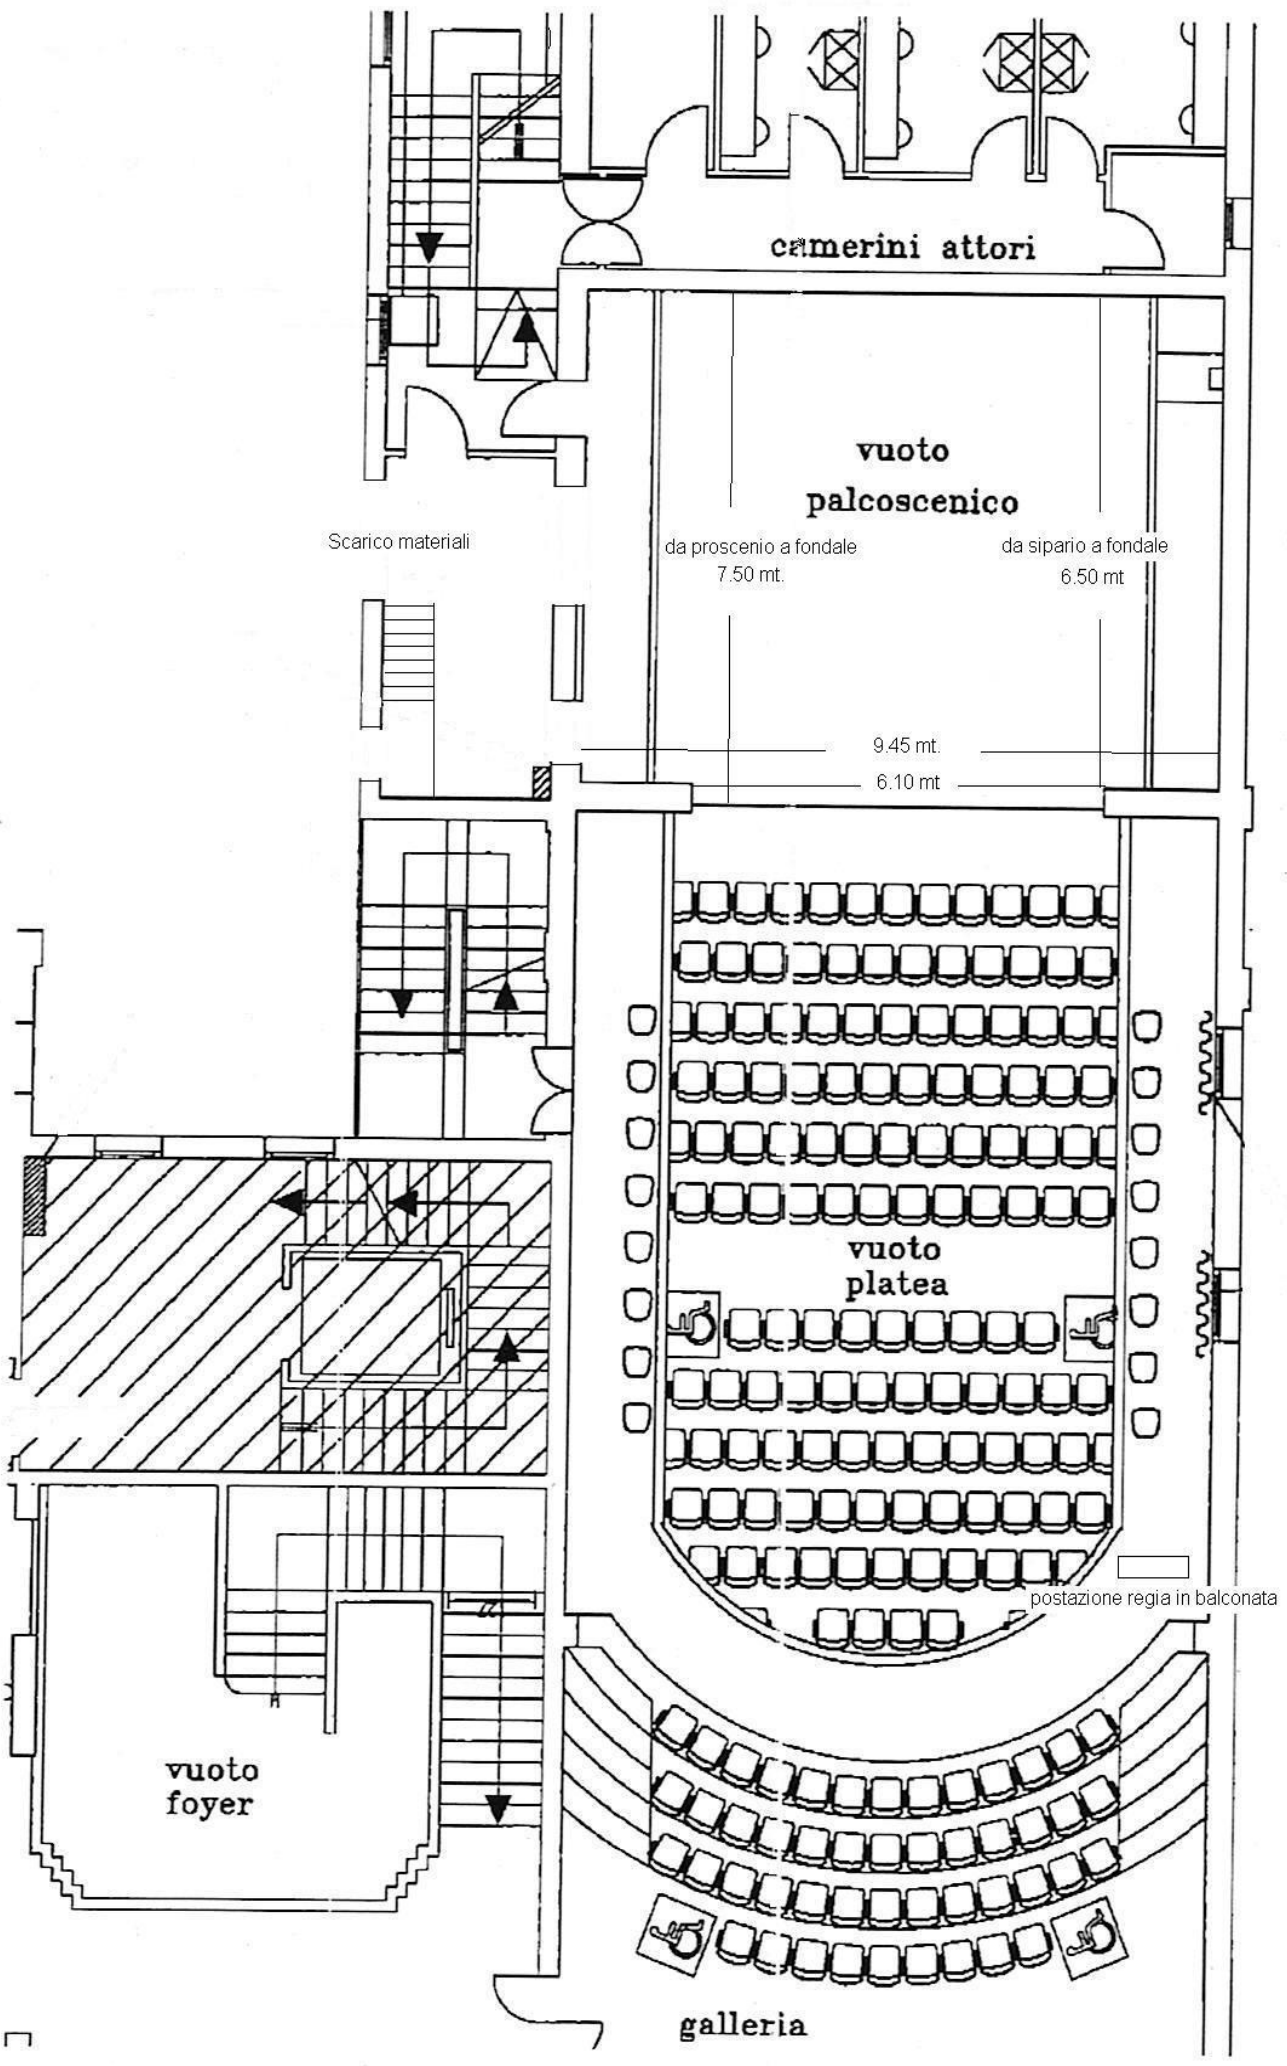 camerini attori
vuoto
palcoscenico
Scarico materiali
da proscenio a fondale
7.50 mt.
da sipario a fondale
6.50 mt
9.45 mt.
6.10 mt
vuoto
platea
postazione regia in balconata
vuoto
foyer
galleria